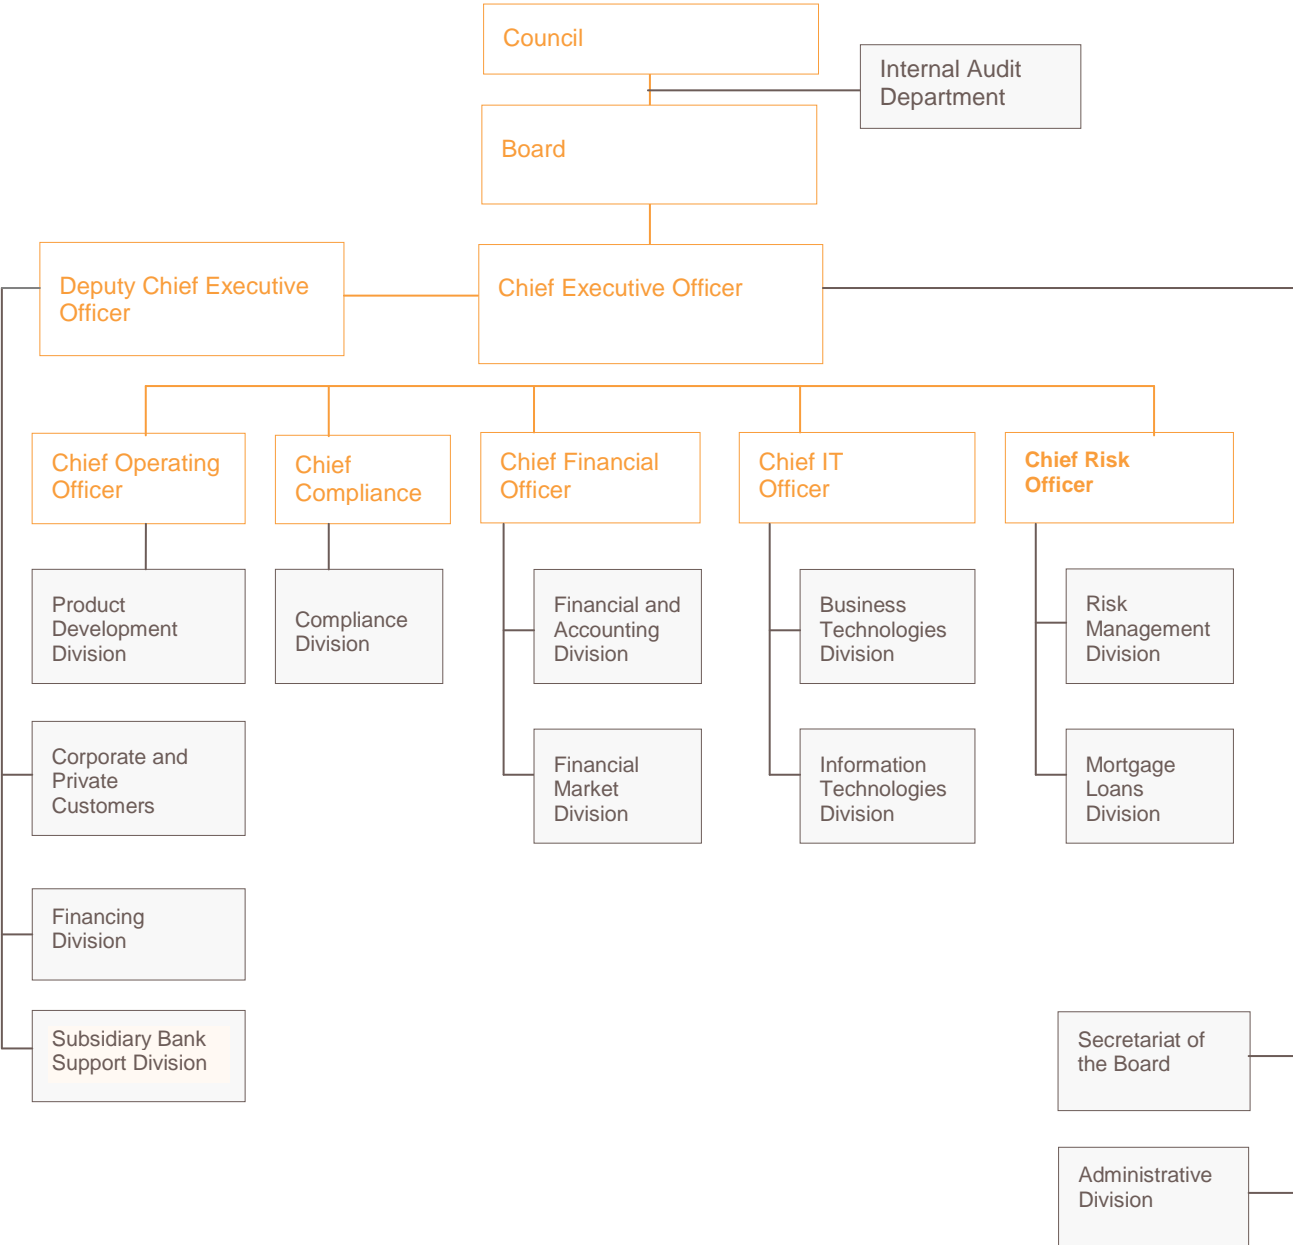 Council
Internal Audit
Department
Board
Deputy Chief Executive
Officer
Chief Executive Officer
Chief Operating
Officer
Chief
Compliance
Chief Financial
Officer
Chief IT
Officer
Chief Risk
Officer
Product
Development
Division
Compliance
Division
Financial and
Accounting
Division
Business
Technologies
Division
Risk
Management
Division
Corporate and
Private
Customers
Financial
Market
Division
Information
Technologies
Division
Mortgage
Loans
Division
Financing
Division
Subsidiary Bank
Support Division
Secretariat of
the Board
Administrative
Division